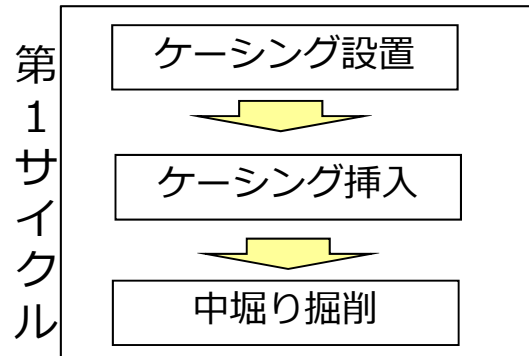 第1サイクル
ケーシング設置
ケーシング挿入
中堀り掘削